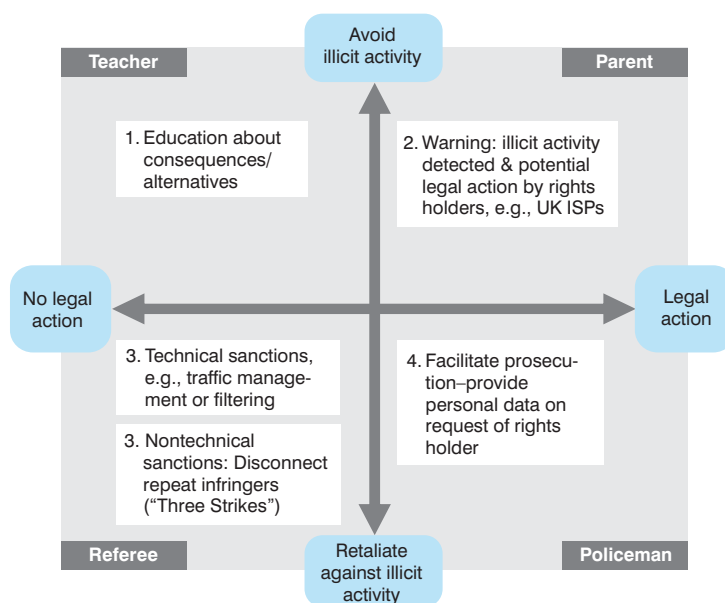 Avoid
illicit activity
Teacher
Parent
1. Education about
consequences/
alternatives
2. Warning: illicit activity
detected & potential
legal action by rights
holders, e.g., UK ISPs
No legal
action
Legal
action
3. Technical sanctions,
e.g., traffic manage-
ment or filtering
3. Nontechnical
sanctions: Disconnect
repeat infringers
(“Three Strikes”)
4. Facilitate prosecu-
tion–provide
personal data on
request of rights
holder
Referee
Retaliate
against illicit
activity
Policeman